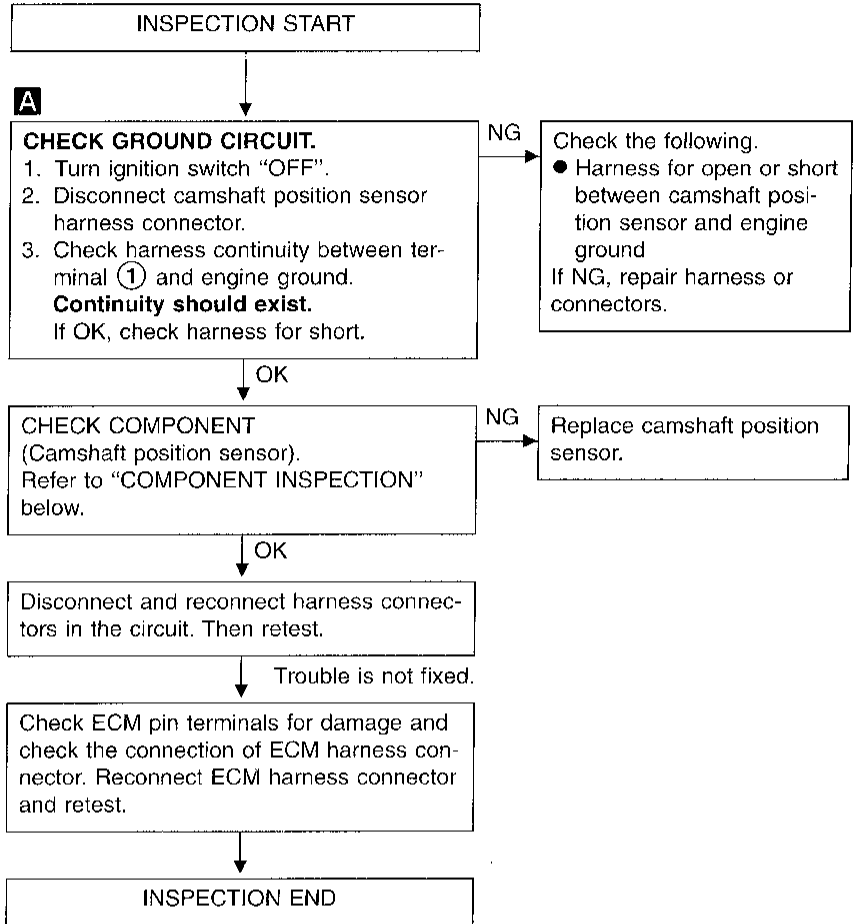 INSPECTION START
A
CHECK GROUND CIRCUIT.
1. Turn ignition switch “OFF”.
2. Disconnect camshaft position sensor
harness connector.
3. Check harness continuity between ter-
minal ① and engine ground.
Continuity should exist.
If OK, check harness for short.
NG
Check the following.
● Harness for open or short
between camshaft posi-
tion sensor and engine
ground
If NG, repair harness or
connectors.
OK
CHECK COMPONENT
(Camshaft position sensor).
Refer to “COMPONENT INSPECTION”
below.
NG
Replace camshaft position
sensor.
OK
Disconnect and reconnect harness connec-
tors in the circuit. Then retest.
Trouble is not fixed.
Check ECM pin terminals for damage and
check the connection of ECM harness con-
nector. Reconnect ECM harness connector
and retest.
INSPECTION END